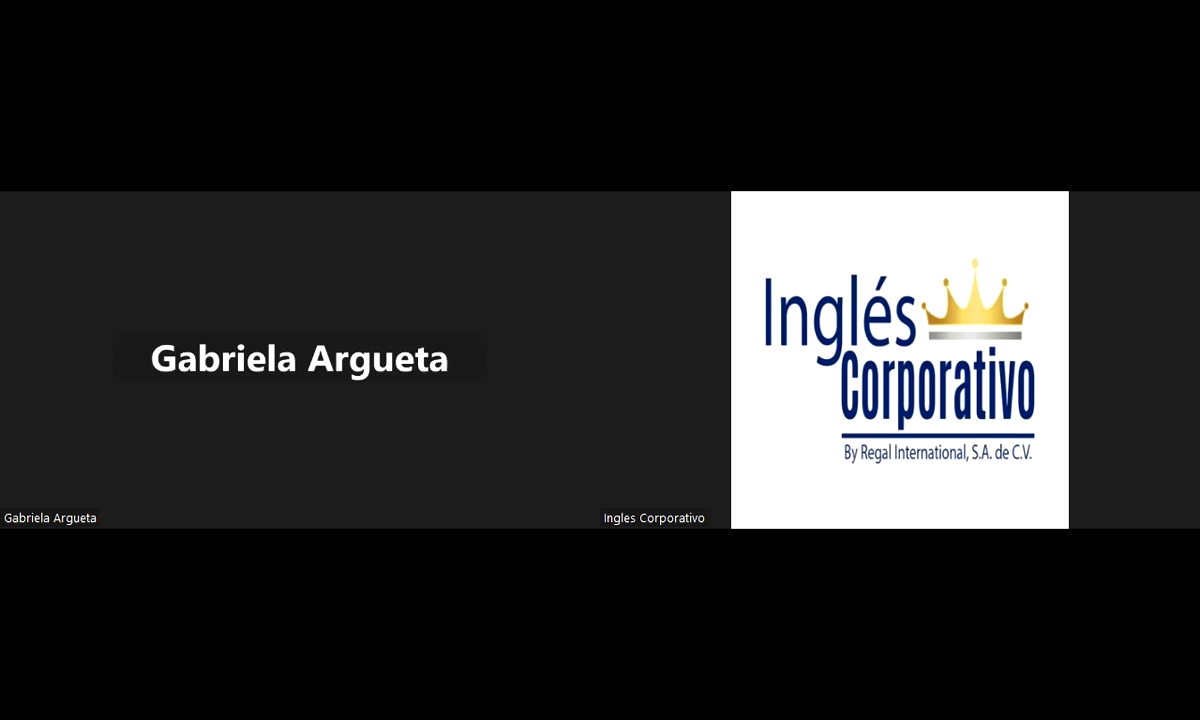 Gabriela Argueta
Inglés
Corporativo
By Regal International, S.A. de C.V.
Gabriela Argueta
Ingles Corporativo